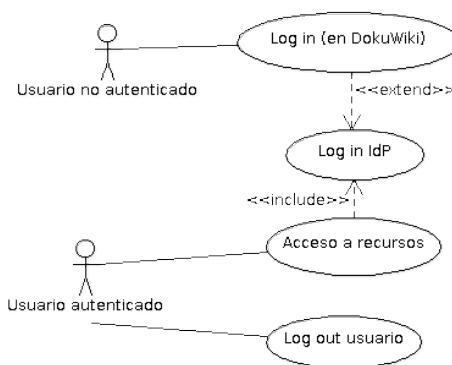 Log in (en DokuWiki)
Usuario no autenticado
<<extend>>
Log in IdP
<<include>>
Acceso a recursos
Usuario autenticado
Log out usuario